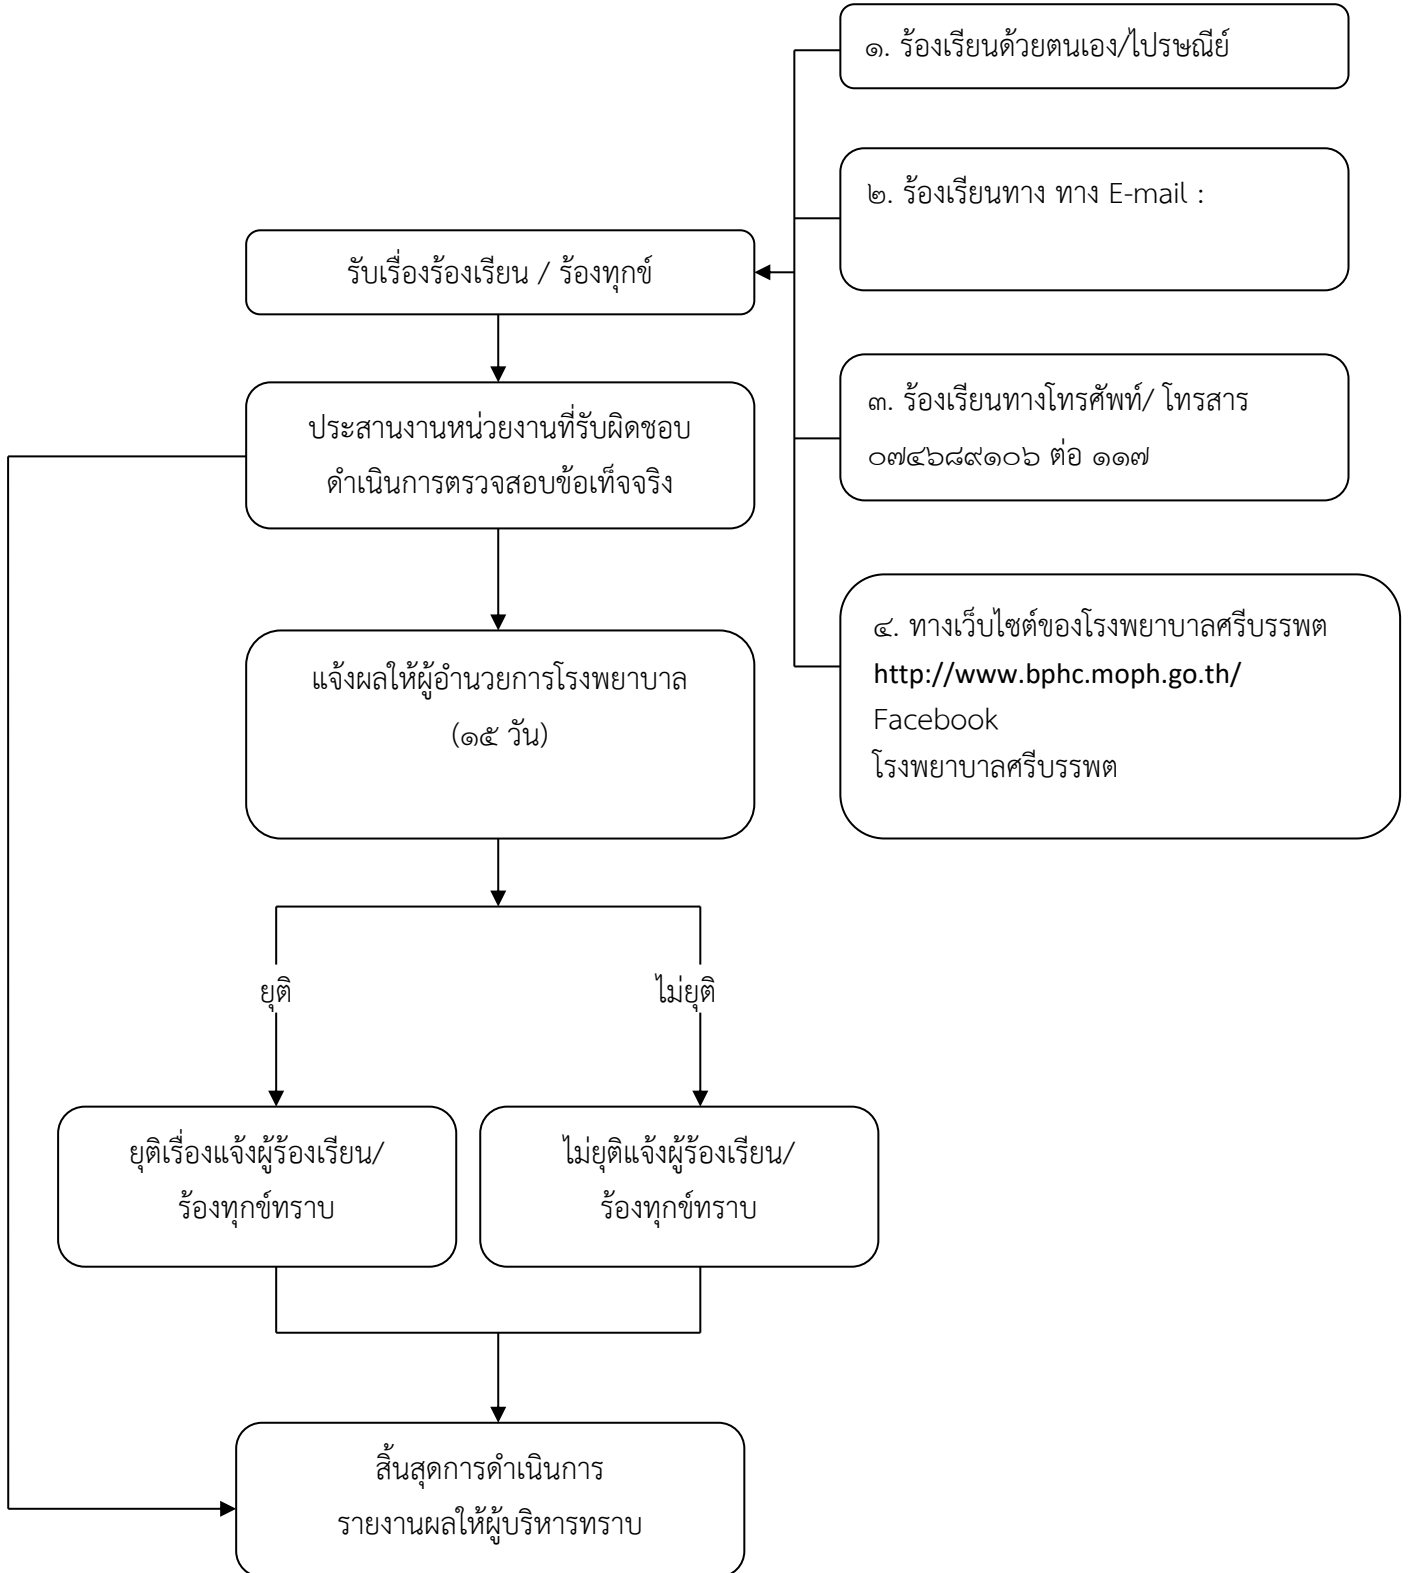 ๑. ร้องเรียนด้วยตนเอง/ไปรษณีย์
๒. ร้องเรียนทาง ทาง E-mail :
รับเรื่องร้องเรียน / ร้องทุกข์
๓. ร้องเรียนทางโทรศัพท์/ โทรสาร
๐๗๔๖๘๙๑๐๖ ต่อ ๑๑๗
ประสานงานหน่วยงานที่รับผิดชอบ
ดำเนินการตรวจสอบข้อเท็จจริง
๔. ทางเว็บไซต์ของโรงพยาบาลศรีบรรพต
http://www.bphc.moph.go.th/
Facebook
โรงพยาบาลศรีบรรพต
แจ้งผลให้ผู้อำนวยการโรงพยาบาล
(๑๕ วัน)
ยุติ
ไม่ยุติ
ยุติเรื่องแจ้งผู้ร้องเรียน/
ร้องทุกข์ทราบ
ไม่ยุติแจ้งผู้ร้องเรียน/
ร้องทุกข์ทราบ
สิ้นสุดการดำเนินการ
รายงานผลให้ผู้บริหารทราบ